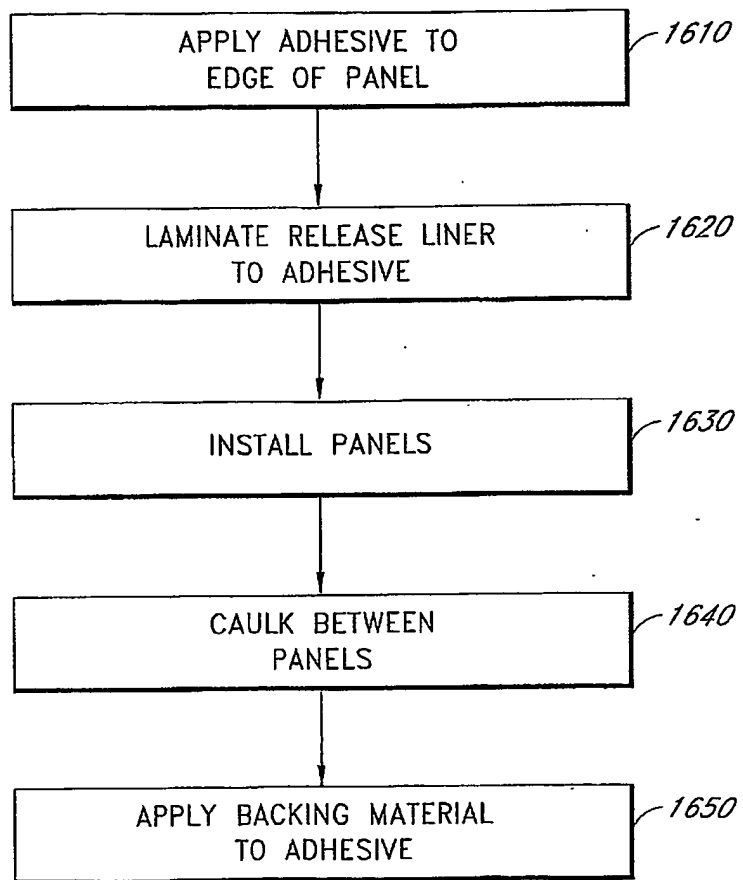 APPLY ADHESIVE TO
EDGE OF PANEL
1610
LAMINATE RELEASE LINER
TO ADHESIVE
1620
INSTALL PANELS
1630
CAULK BETWEEN
PANELS
1640
APPLY BACKING MATERIAL
TO ADHESIVE
1650